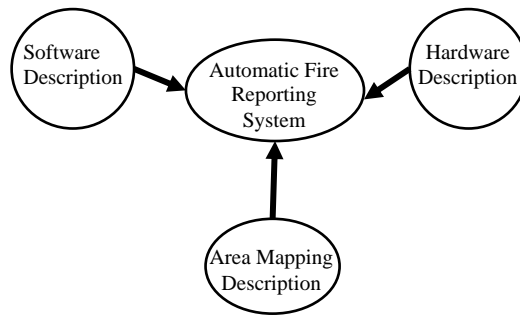 Software
Description
Automatic Fire
Reporting
System
Hardware
Description
Area Mapping
Description